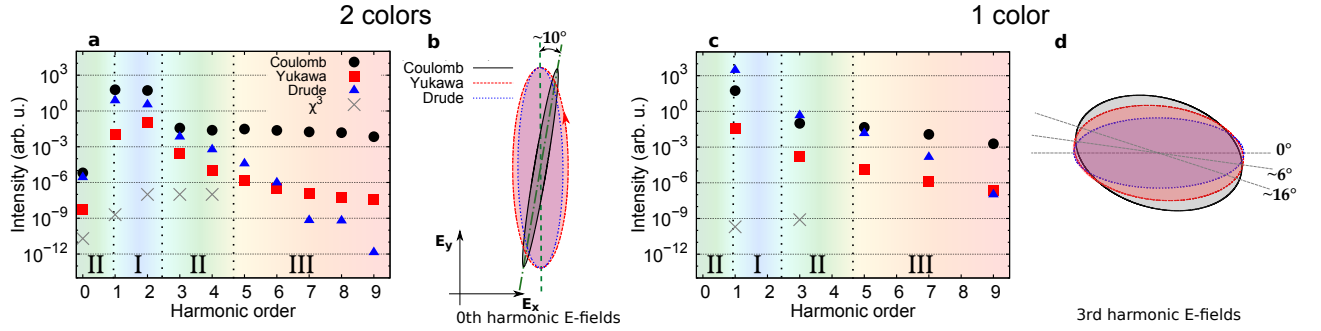 2 colors
1 color
a
Intensity (arb. u.)
10³
10⁰
10⁻³
10⁻⁶
10⁻⁹
10⁻¹²
Coulomb
Yukawa
Drude
χ³
II
I
II
III
0 1 2 3 4 5 6 7 8 9
Harmonic order
b
~10°
Coulomb
Yukawa
Drude
Eᵧ
Eₓ
0th harmonic E-fields
c
Intensity (arb. u.)
10³
10⁰
10⁻³
10⁻⁶
10⁻⁹
10⁻¹²
II
I
II
III
0 1 2 3 4 5 6 7 8 9
Harmonic order
d
0°
~6°
~16°
3rd harmonic E-fields